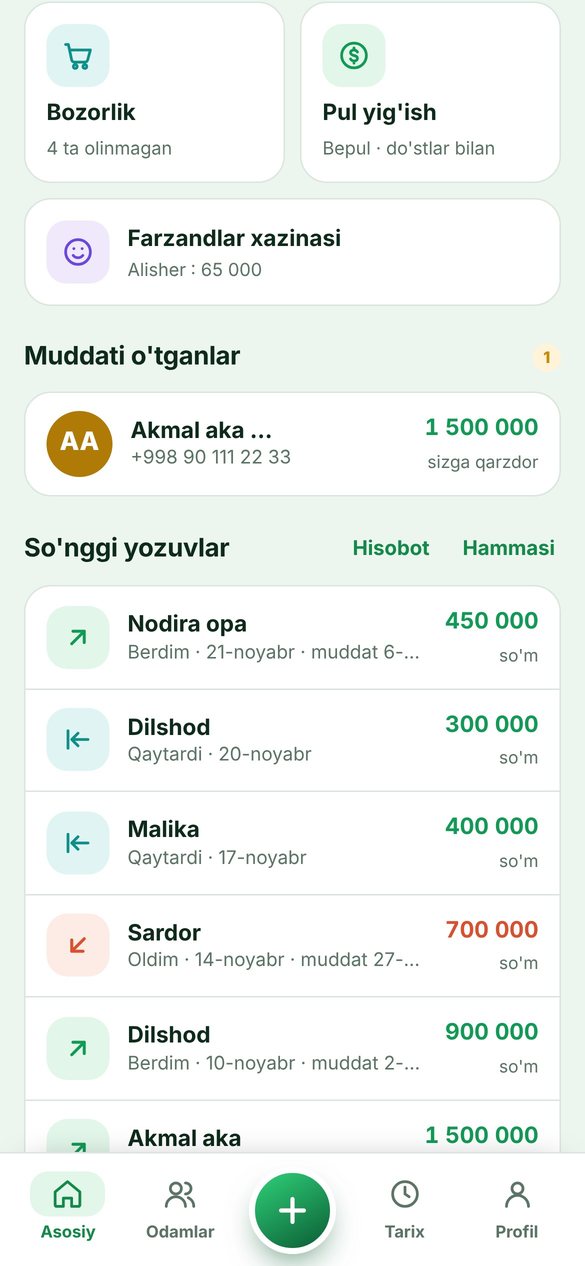 Bozorlik
4 ta olinmagan
Pul yig'ish
Bepul · do'stlar bilan
Farzandlar xazinasi
Alisher : 65 000
Muddati o'tganlar
1
AA
Akmal aka ...
1 500 000
+998 90 111 22 33
sizga qarzdor
So'nggi yozuvlar
Hisobot
Hammasi
Nodira opa
450 000
Berdim · 21-noyabr · muddat 6-...
so'm
Dilshod
300 000
Qaytardi · 20-noyabr
so'm
Malika
400 000
Qaytardi · 17-noyabr
so'm
Sardor
700 000
Oldim · 14-noyabr · muddat 27-...
so'm
Dilshod
900 000
Berdim · 10-noyabr · muddat 2-...
so'm
Akmal aka
1 500 000
Asosiy
Odamlar
Tarix
Profil